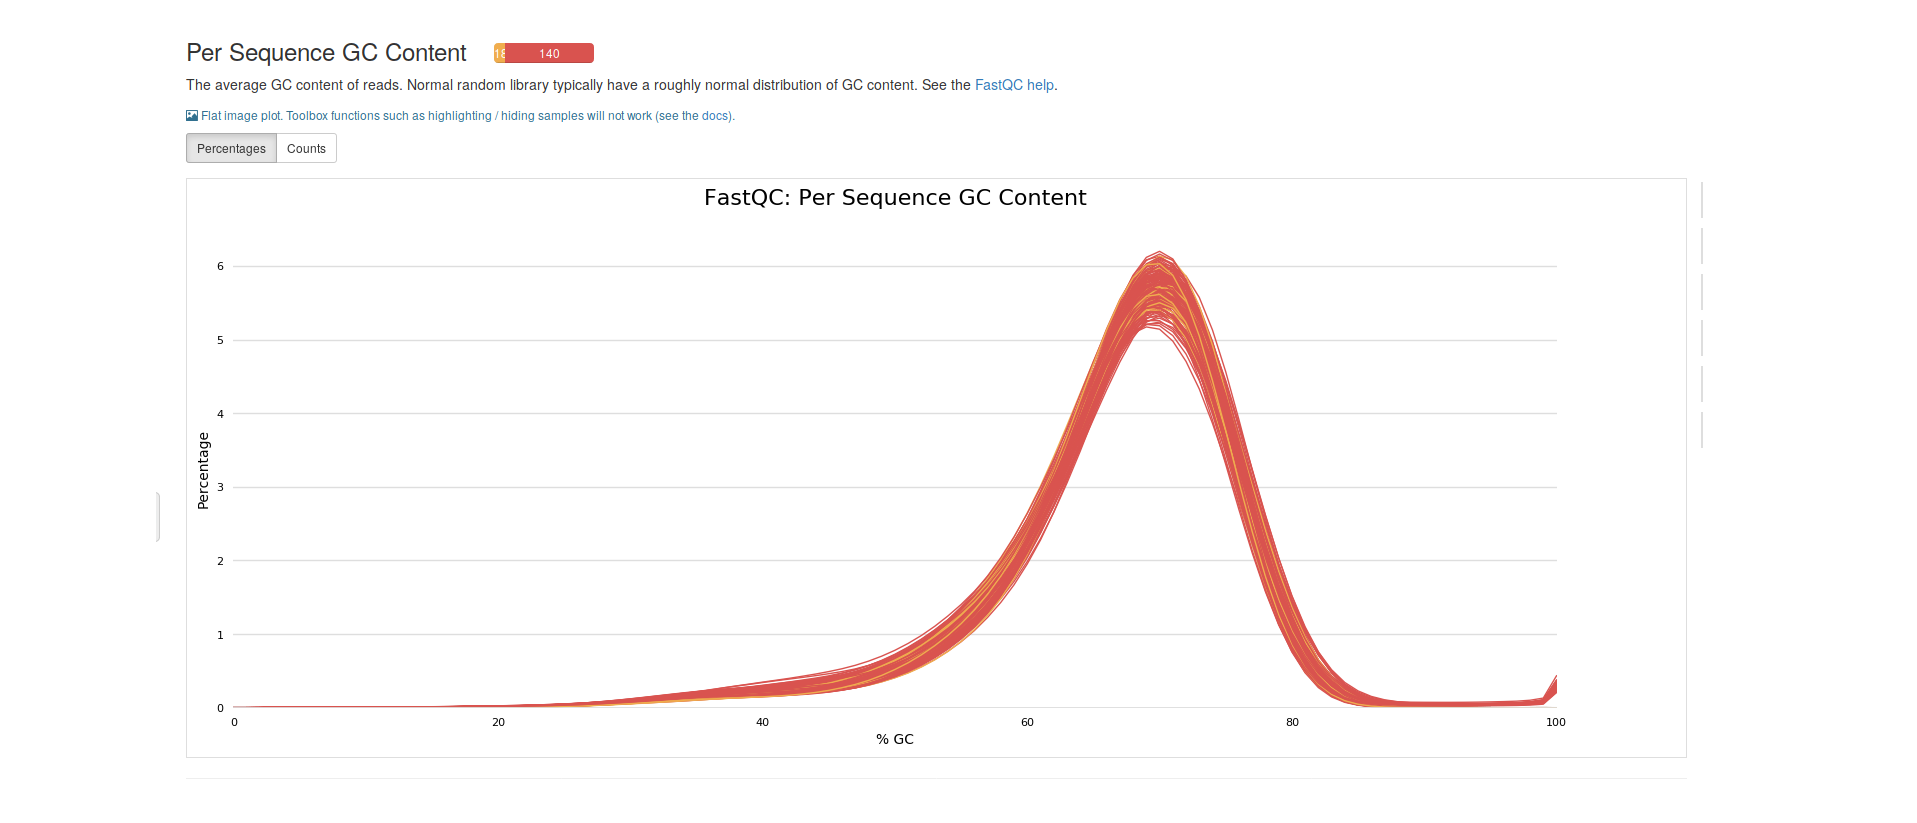 Per Sequence GC Content 18 140
The average GC content of reads. Normal random library typically have a roughly normal distribution of GC content. See the FastQC help.
Flat image plot. Toolbox functions such as highlighting / hiding samples will not work (see the docs).
Percentages Counts
FastQC: Per Sequence GC Content
6
5
4
3
2
1
0
Percentage
0 20 40 60 80 100
% GC